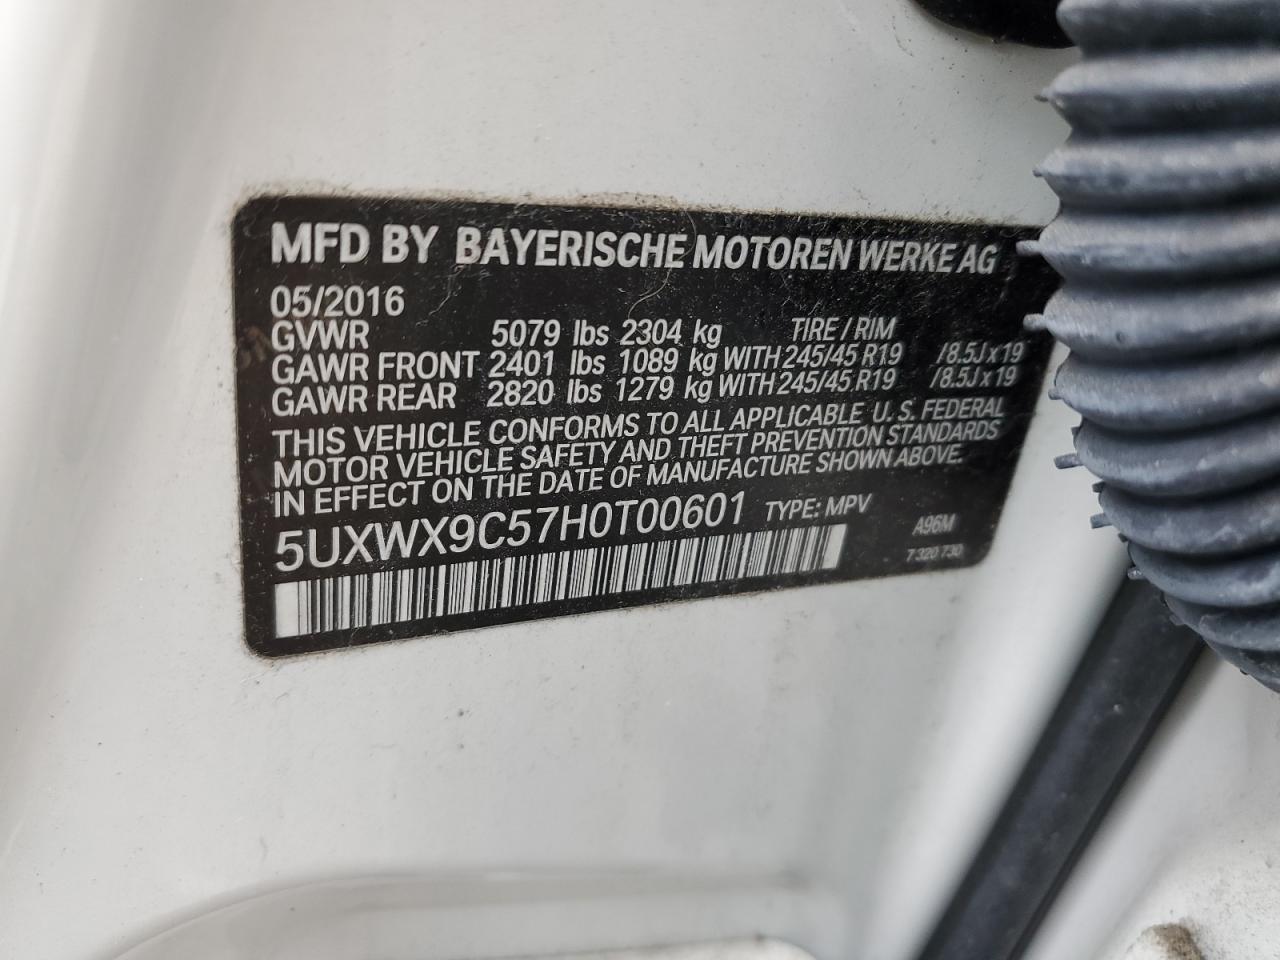 MFD BY BAYERISCHE MOTOREN WERKE AG
05/2016
GVWR 5079 lbs 2304 kg TIRE / RIM
GAWR FRONT 2401 lbs 1089 kg WITH 245/45 R19 /8.5J x 19
GAWR REAR 2820 lbs 1279 kg WITH 245/45 R19 /8.5J x 19
THIS VEHICLE CONFORMS TO ALL APPLICABLE U. S. FEDERAL
MOTOR VEHICLE SAFETY AND THEFT PREVENTION STANDARDS
IN EFFECT ON THE DATE OF MANUFACTURE SHOWN ABOVE.
5UXWX9C57H0T00601 TYPE: MPV A96M
7 320 730